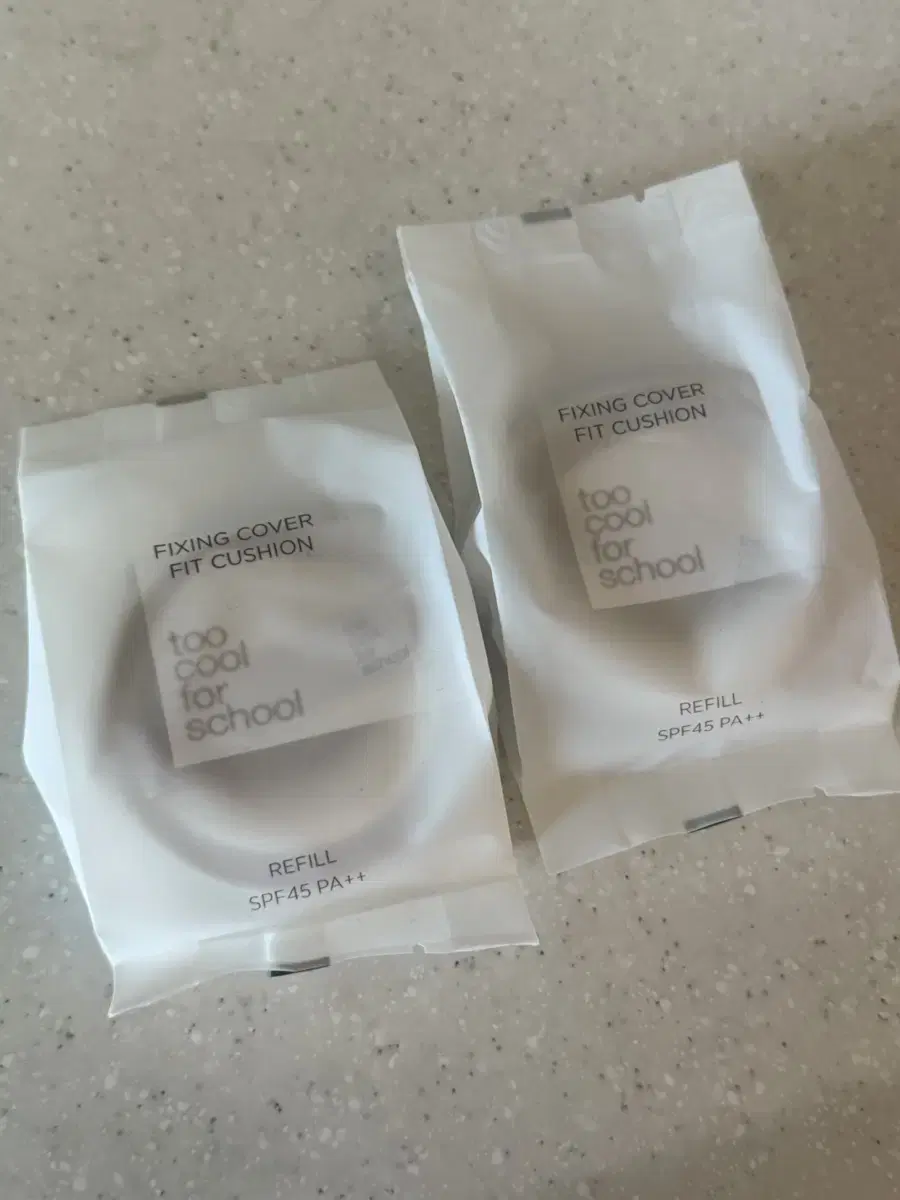 FIXING COVER
FIT CUSHION
too
cool
for
school
school
REFILL
SPF45 PA++
FIXING COVER
FIT CUSHION
too
cool
for
school
REFILL
SPF45 PA++